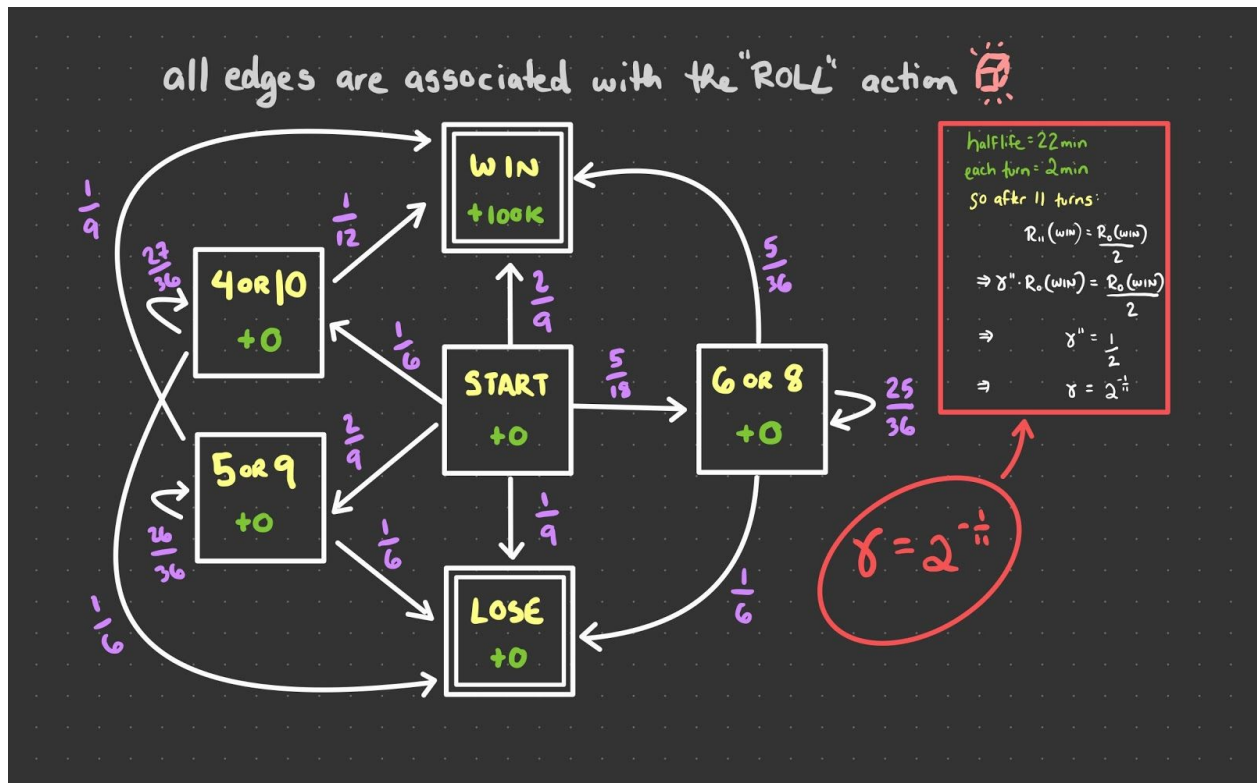 all edges are associated with the "ROLL" action
WIN
+100K
4 OR 10
+0
START
+0
6 OR 8
+0
5 OR 9
+0
LOSE
+0
1/9
27/36
1/12
2/9
5/36
1/6
5/18
25/36
2/9
26/36
1/6
1/9
1/6
1/6
halflife = 22min
each turn = 2min
so after 11 turns:
R₁₁(WIN) = R₀(WIN)/2
⇒ γ¹¹·R₀(WIN) = R₀(WIN)/2
⇒ γ¹¹ = 1/2
⇒ γ = 2^(-1/11)
γ = 2^(-1/11)